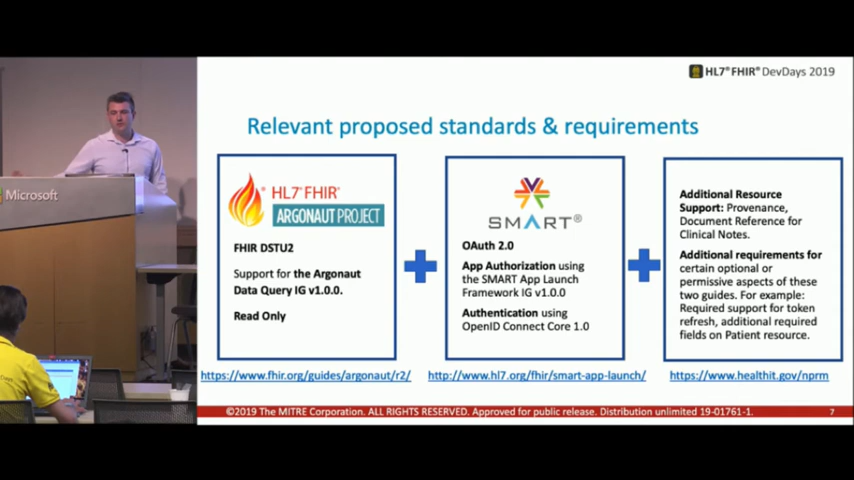 HL7® FHIR® DevDays 2019
Relevant proposed standards & requirements
Microsoft
HL7® FHIR®
ARGONAUT PROJECT
FHIR DSTU2
Support for the Argonaut
Data Query IG v1.0.0.
Read Only
SMART®
OAuth 2.0
App Authorization using
the SMART App Launch
Framework IG v1.0.0
Authentication using
OpenID Connect Core 1.0
Additional Resource
Support: Provenance,
Document Reference for
Clinical Notes.
Additional requirements for
certain optional or
permissive aspects of these
two guides. For example:
Required support for token
refresh, additional required
fields on Patient resource.
https://www.fhir.org/guides/argonaut/r2/
http://www.hl7.org/fhir/smart-app-launch/
https://www.healthit.gov/nprm
©2019 The MITRE Corporation. ALL RIGHTS RESERVED. Approved for public release. Distribution unlimited 19-01761-1.
7